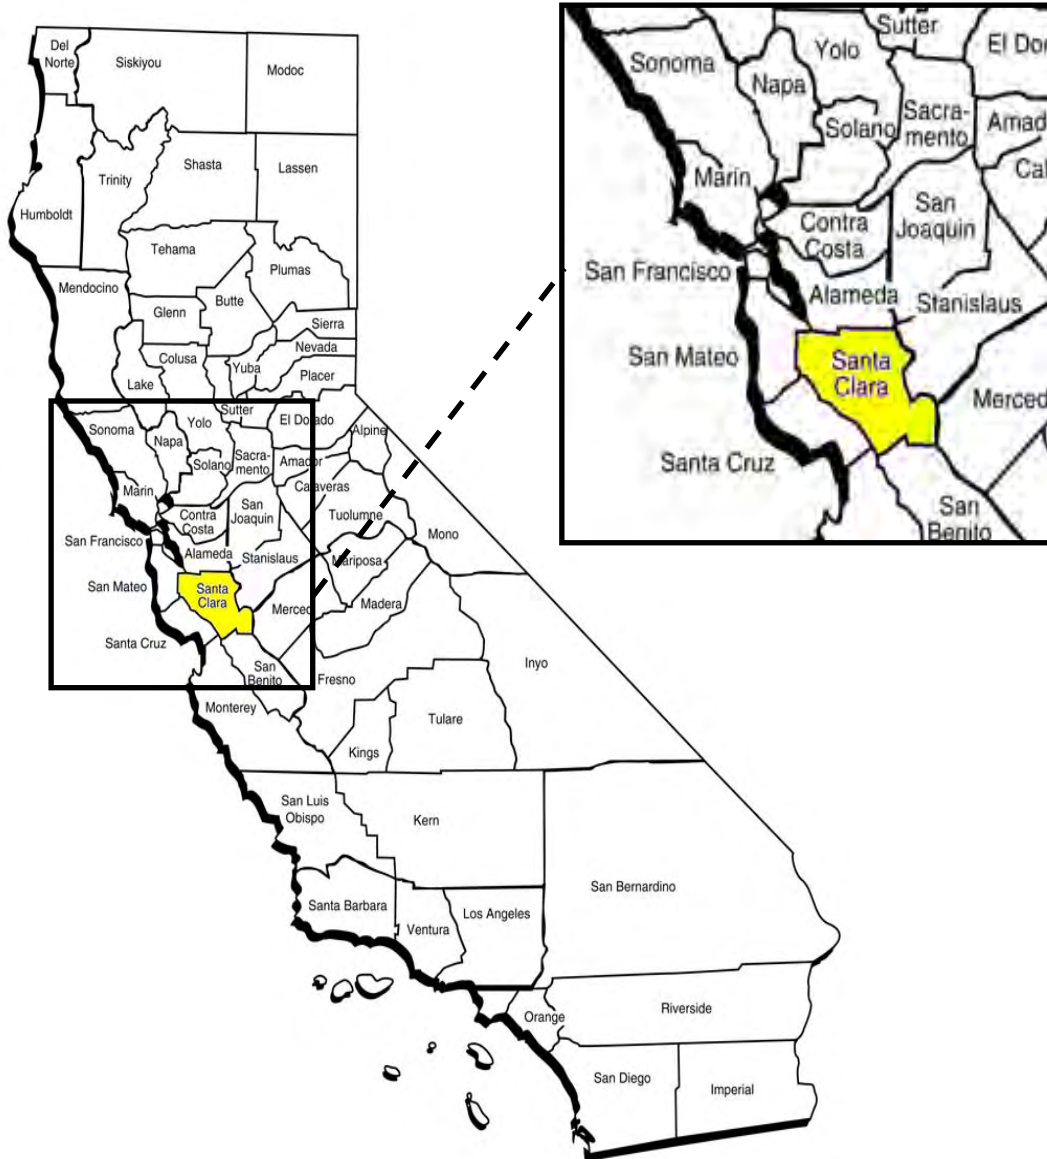 Del
Norte
Siskiyou
Modoc
Humboldt
Trinity
Shasta
Lassen
Tehama
Plumas
Mendocino
Glenn
Butte
Sierra
Nevada
Colusa
Yuba
Placer
Lake
Sutter
Sonoma
Napa
Yolo
El Dorado
Alpine
Solano
Sacra-
mento
Amador
Calaveras
Marin
Contra
Costa
San
Joaquin
Tuolumne
Mono
San Francisco
Alameda
Stanislaus
Mariposa
San Mateo
Santa
Clara
Merced
Madera
Santa Cruz
San
Benito
Fresno
Inyo
Monterey
Kings
Tulare
San Luis
Obispo
Kern
San Bernardino
Santa Barbara
Ventura
Los Angeles
Orange
Riverside
San Diego
Imperial
Sutter
Sonoma
Yolo
El Dor
Napa
Solano
Sacra-
mento
Amad
Cal
Marin
Contra
Costa
San
Joaquin
San Francisco
Alameda
Stanislaus
San Mateo
Santa
Clara
Merced
Santa Cruz
San
Benito